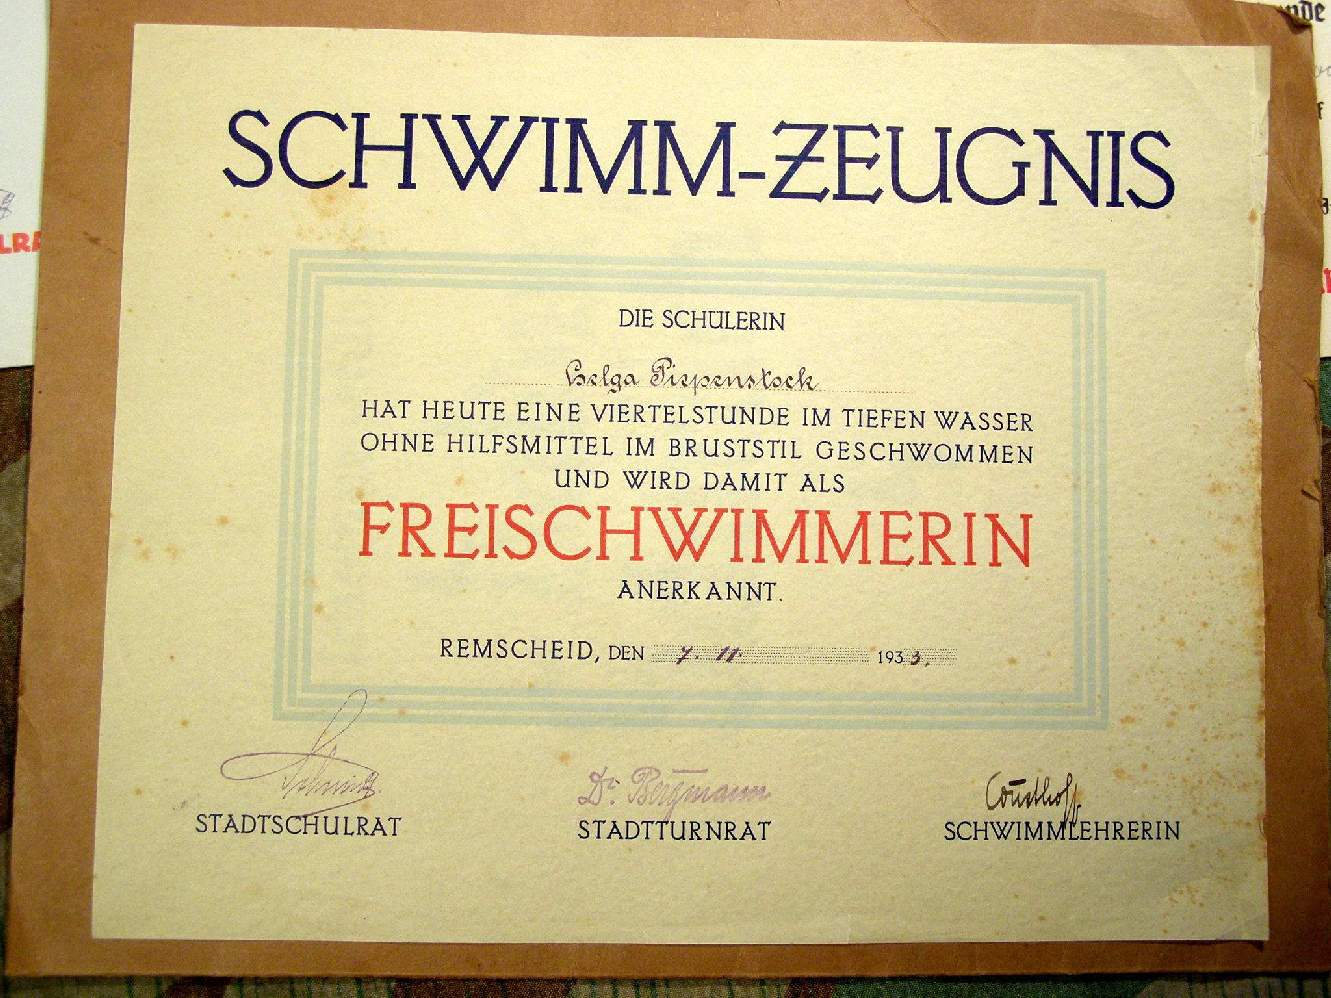 SCHWIMM-ZEUGNIS
DIE SCHÜLERIN
Helga Piepenstock
HAT HEUTE EINE VIERTELSTUNDE IM TIEFEN WASSER
OHNE HILFSMITTEL IM BRUSTSTIL GESCHWOMMEN
UND WIRD DAMIT ALS
FREISCHWIMMERIN
ANERKANNT.
REMSCHEID, DEN 7. 11. 1933.
Schmidt Dr. Bergmann
STADTSCHULRAT STADTTURNRAT SCHWIMMLEHRERIN